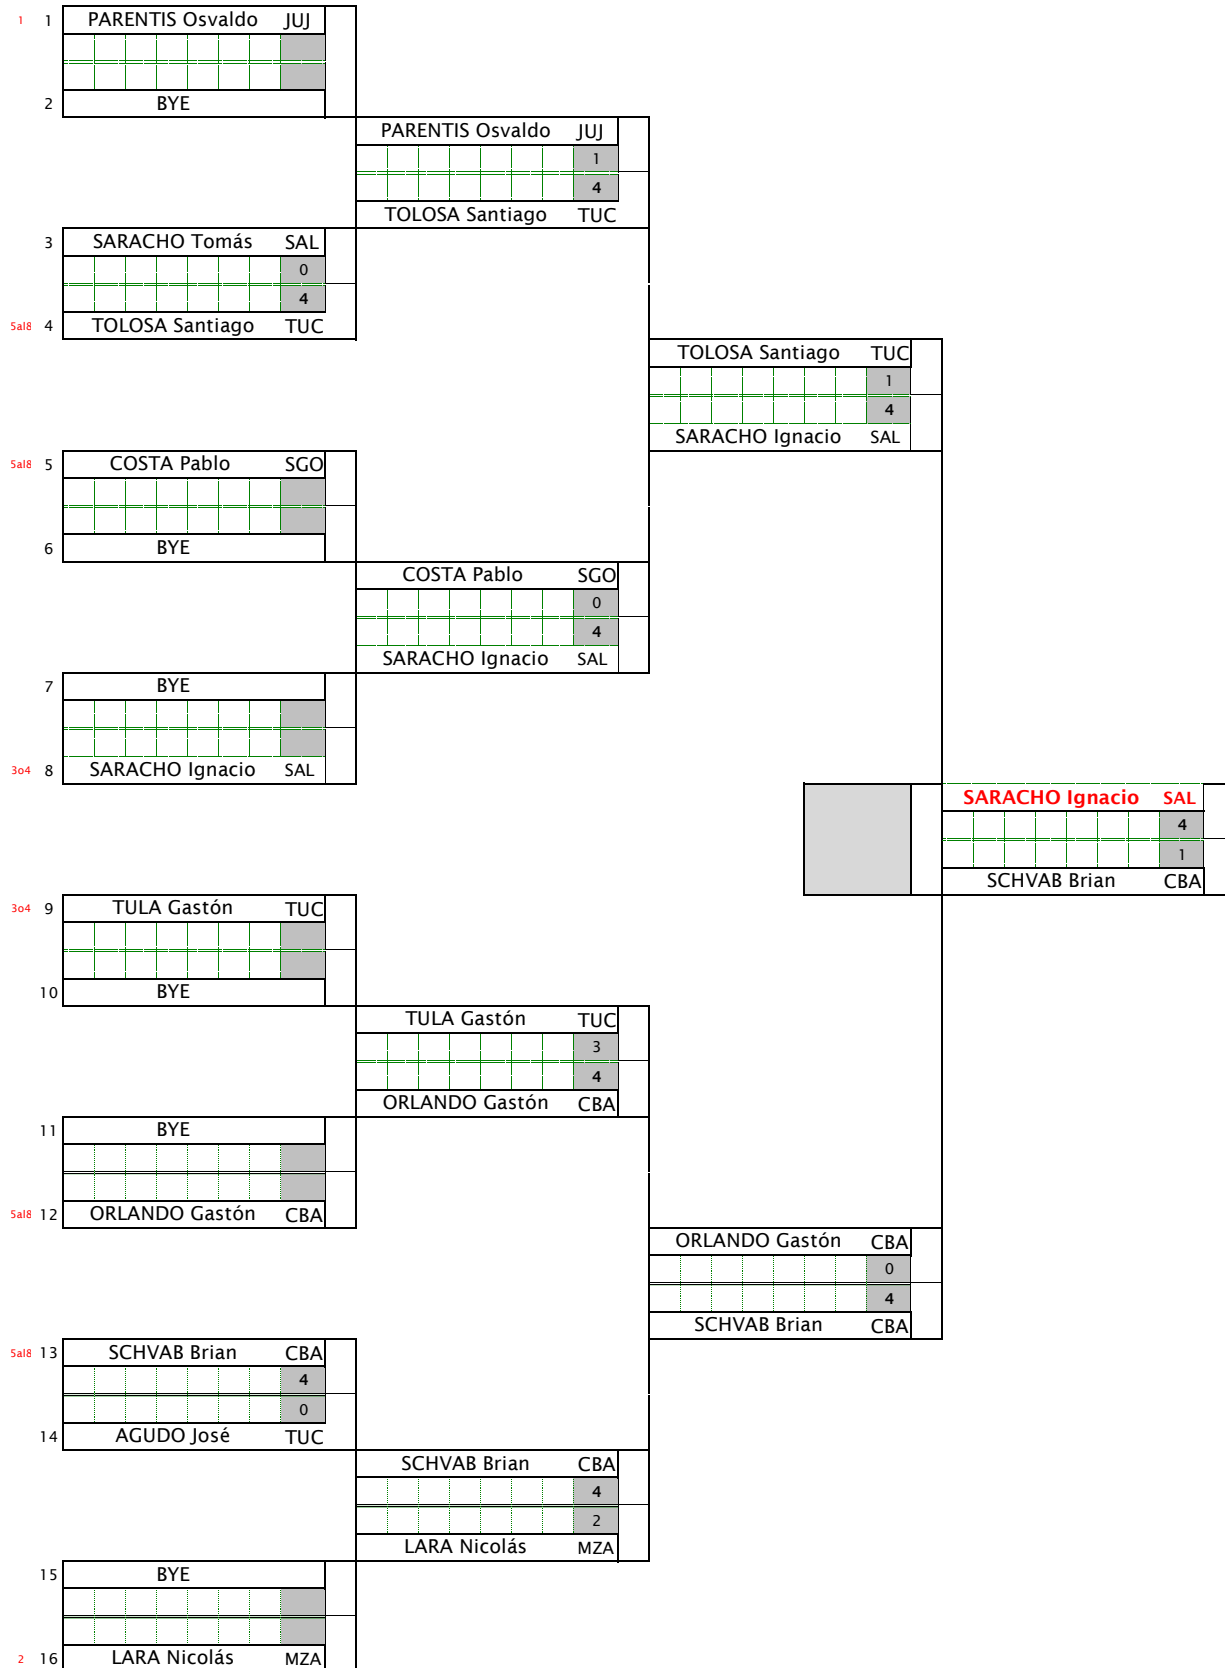 1 1 PARENTIS Osvaldo JUJ
2 BYE
PARENTIS Osvaldo JUJ
1
4
TOLOSA Santiago TUC
3 SARACHO Tomás SAL
0
4
5al8 4 TOLOSA Santiago TUC
TOLOSA Santiago TUC
1
4
SARACHO Ignacio SAL
5al8 5 COSTA Pablo SGO
6 BYE
COSTA Pablo SGO
0
4
SARACHO Ignacio SAL
7 BYE
3o4 8 SARACHO Ignacio SAL
SARACHO Ignacio SAL
4
1
SCHVAB Brian CBA
3o4 9 TULA Gastón TUC
10 BYE
TULA Gastón TUC
3
4
ORLANDO Gastón CBA
11 BYE
5al8 12 ORLANDO Gastón CBA
ORLANDO Gastón CBA
0
4
SCHVAB Brian CBA
5al8 13 SCHVAB Brian CBA
4
0
14 AGUDO José TUC
SCHVAB Brian CBA
4
2
LARA Nicolás MZA
15 BYE
2 16 LARA Nicolás MZA